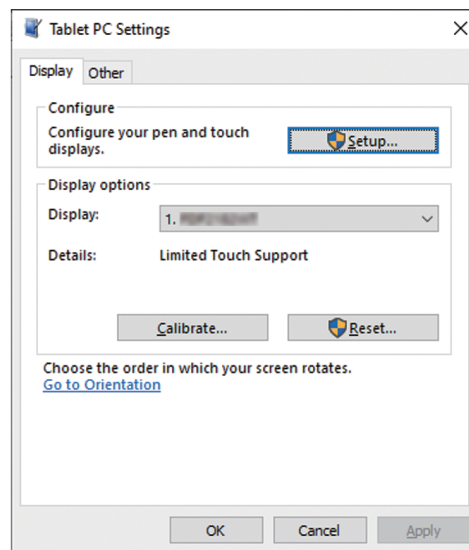 Tablet PC Settings
Display
Other
Configure
Configure your pen and touch
displays.
Setup...
Display options
Display:
1.
Details:
Limited Touch Support
Calibrate...
Reset...
Choose the order in which your screen rotates.
Go to Orientation
OK
Cancel
Apply